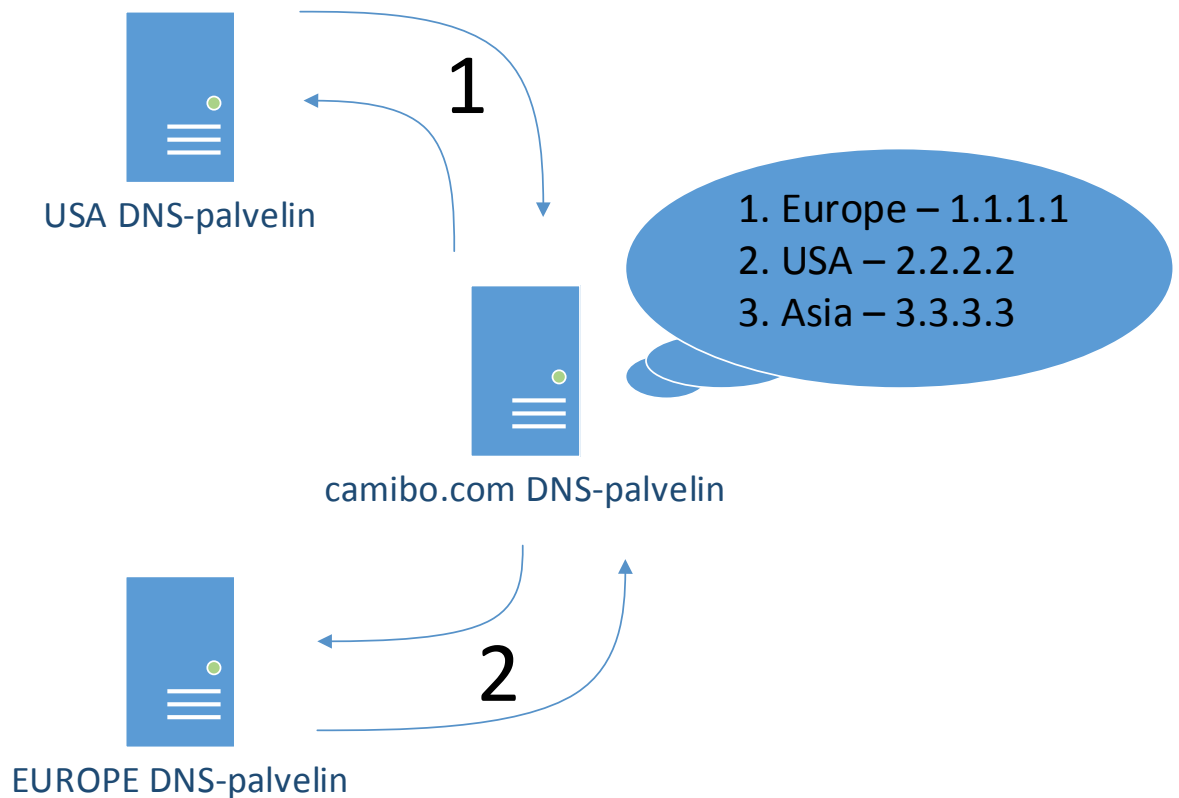 1
USA DNS-palvelin
1. Europe – 1.1.1.1
2. USA – 2.2.2.2
3. Asia – 3.3.3.3
camibo.com DNS-palvelin
2
EUROPE DNS-palvelin